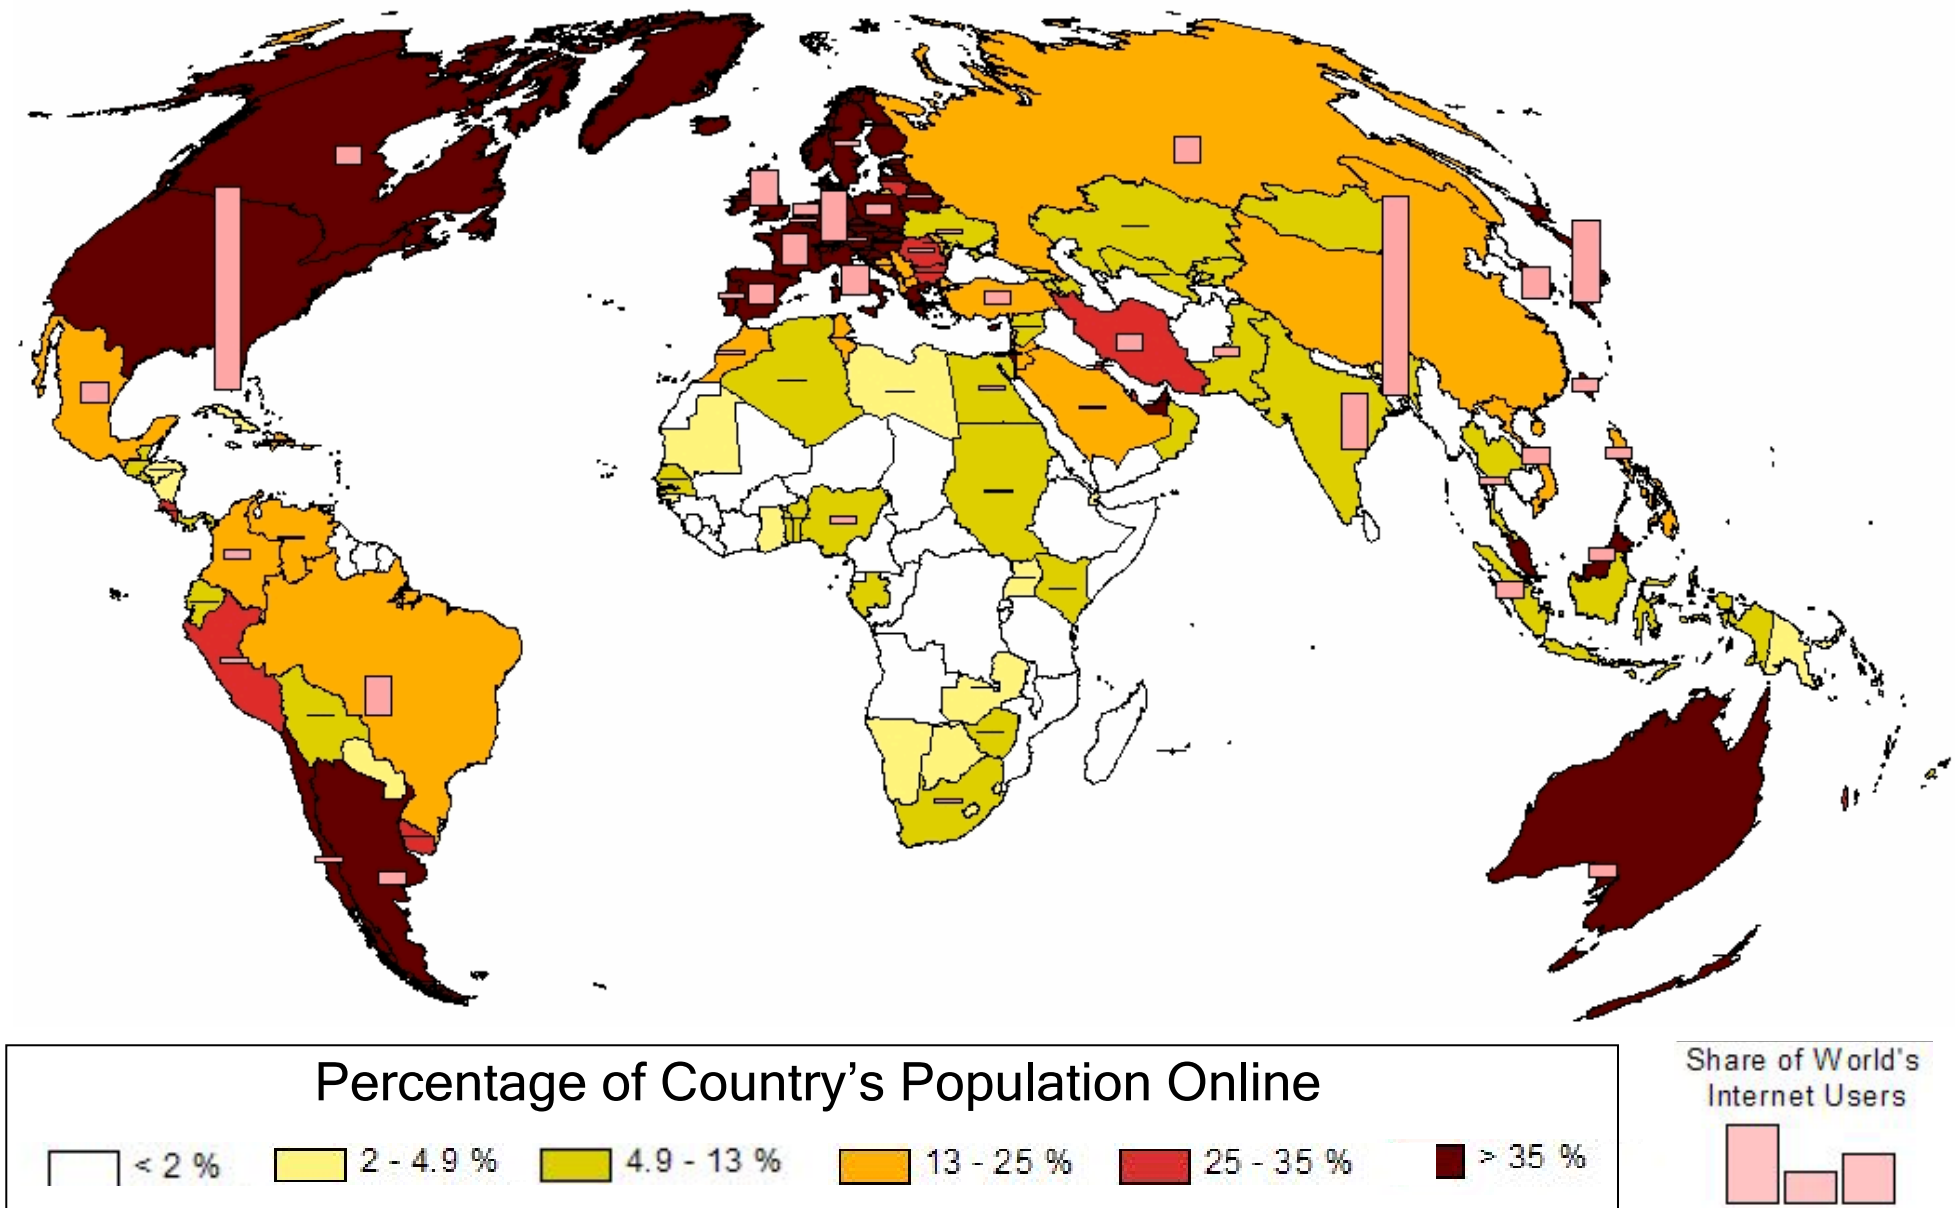 Percentage of Country’s Population Online
< 2 %
2 - 4.9 %
4.9 - 13 %
13 - 25 %
25 - 35 %
> 35 %
Share of World's
Internet Users